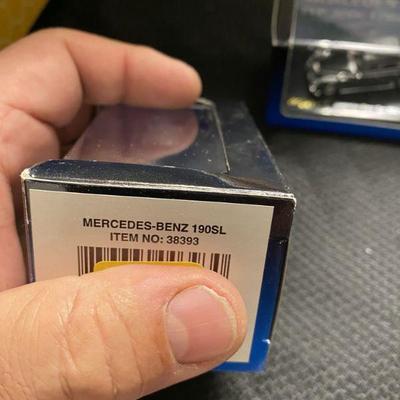 MERCEDES-BENZ 190SL
ITEM NO: 38393